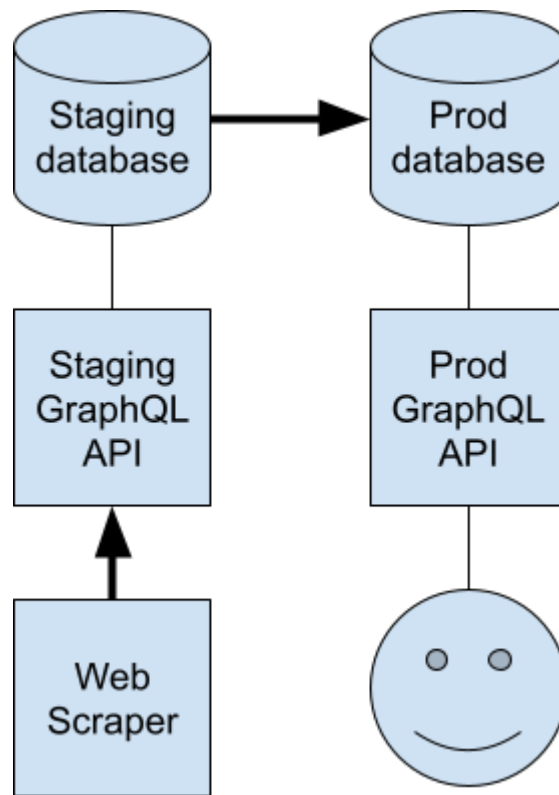 Staging
database
Prod
database
Staging
GraphQL
API
Prod
GraphQL
API
Web
Scraper